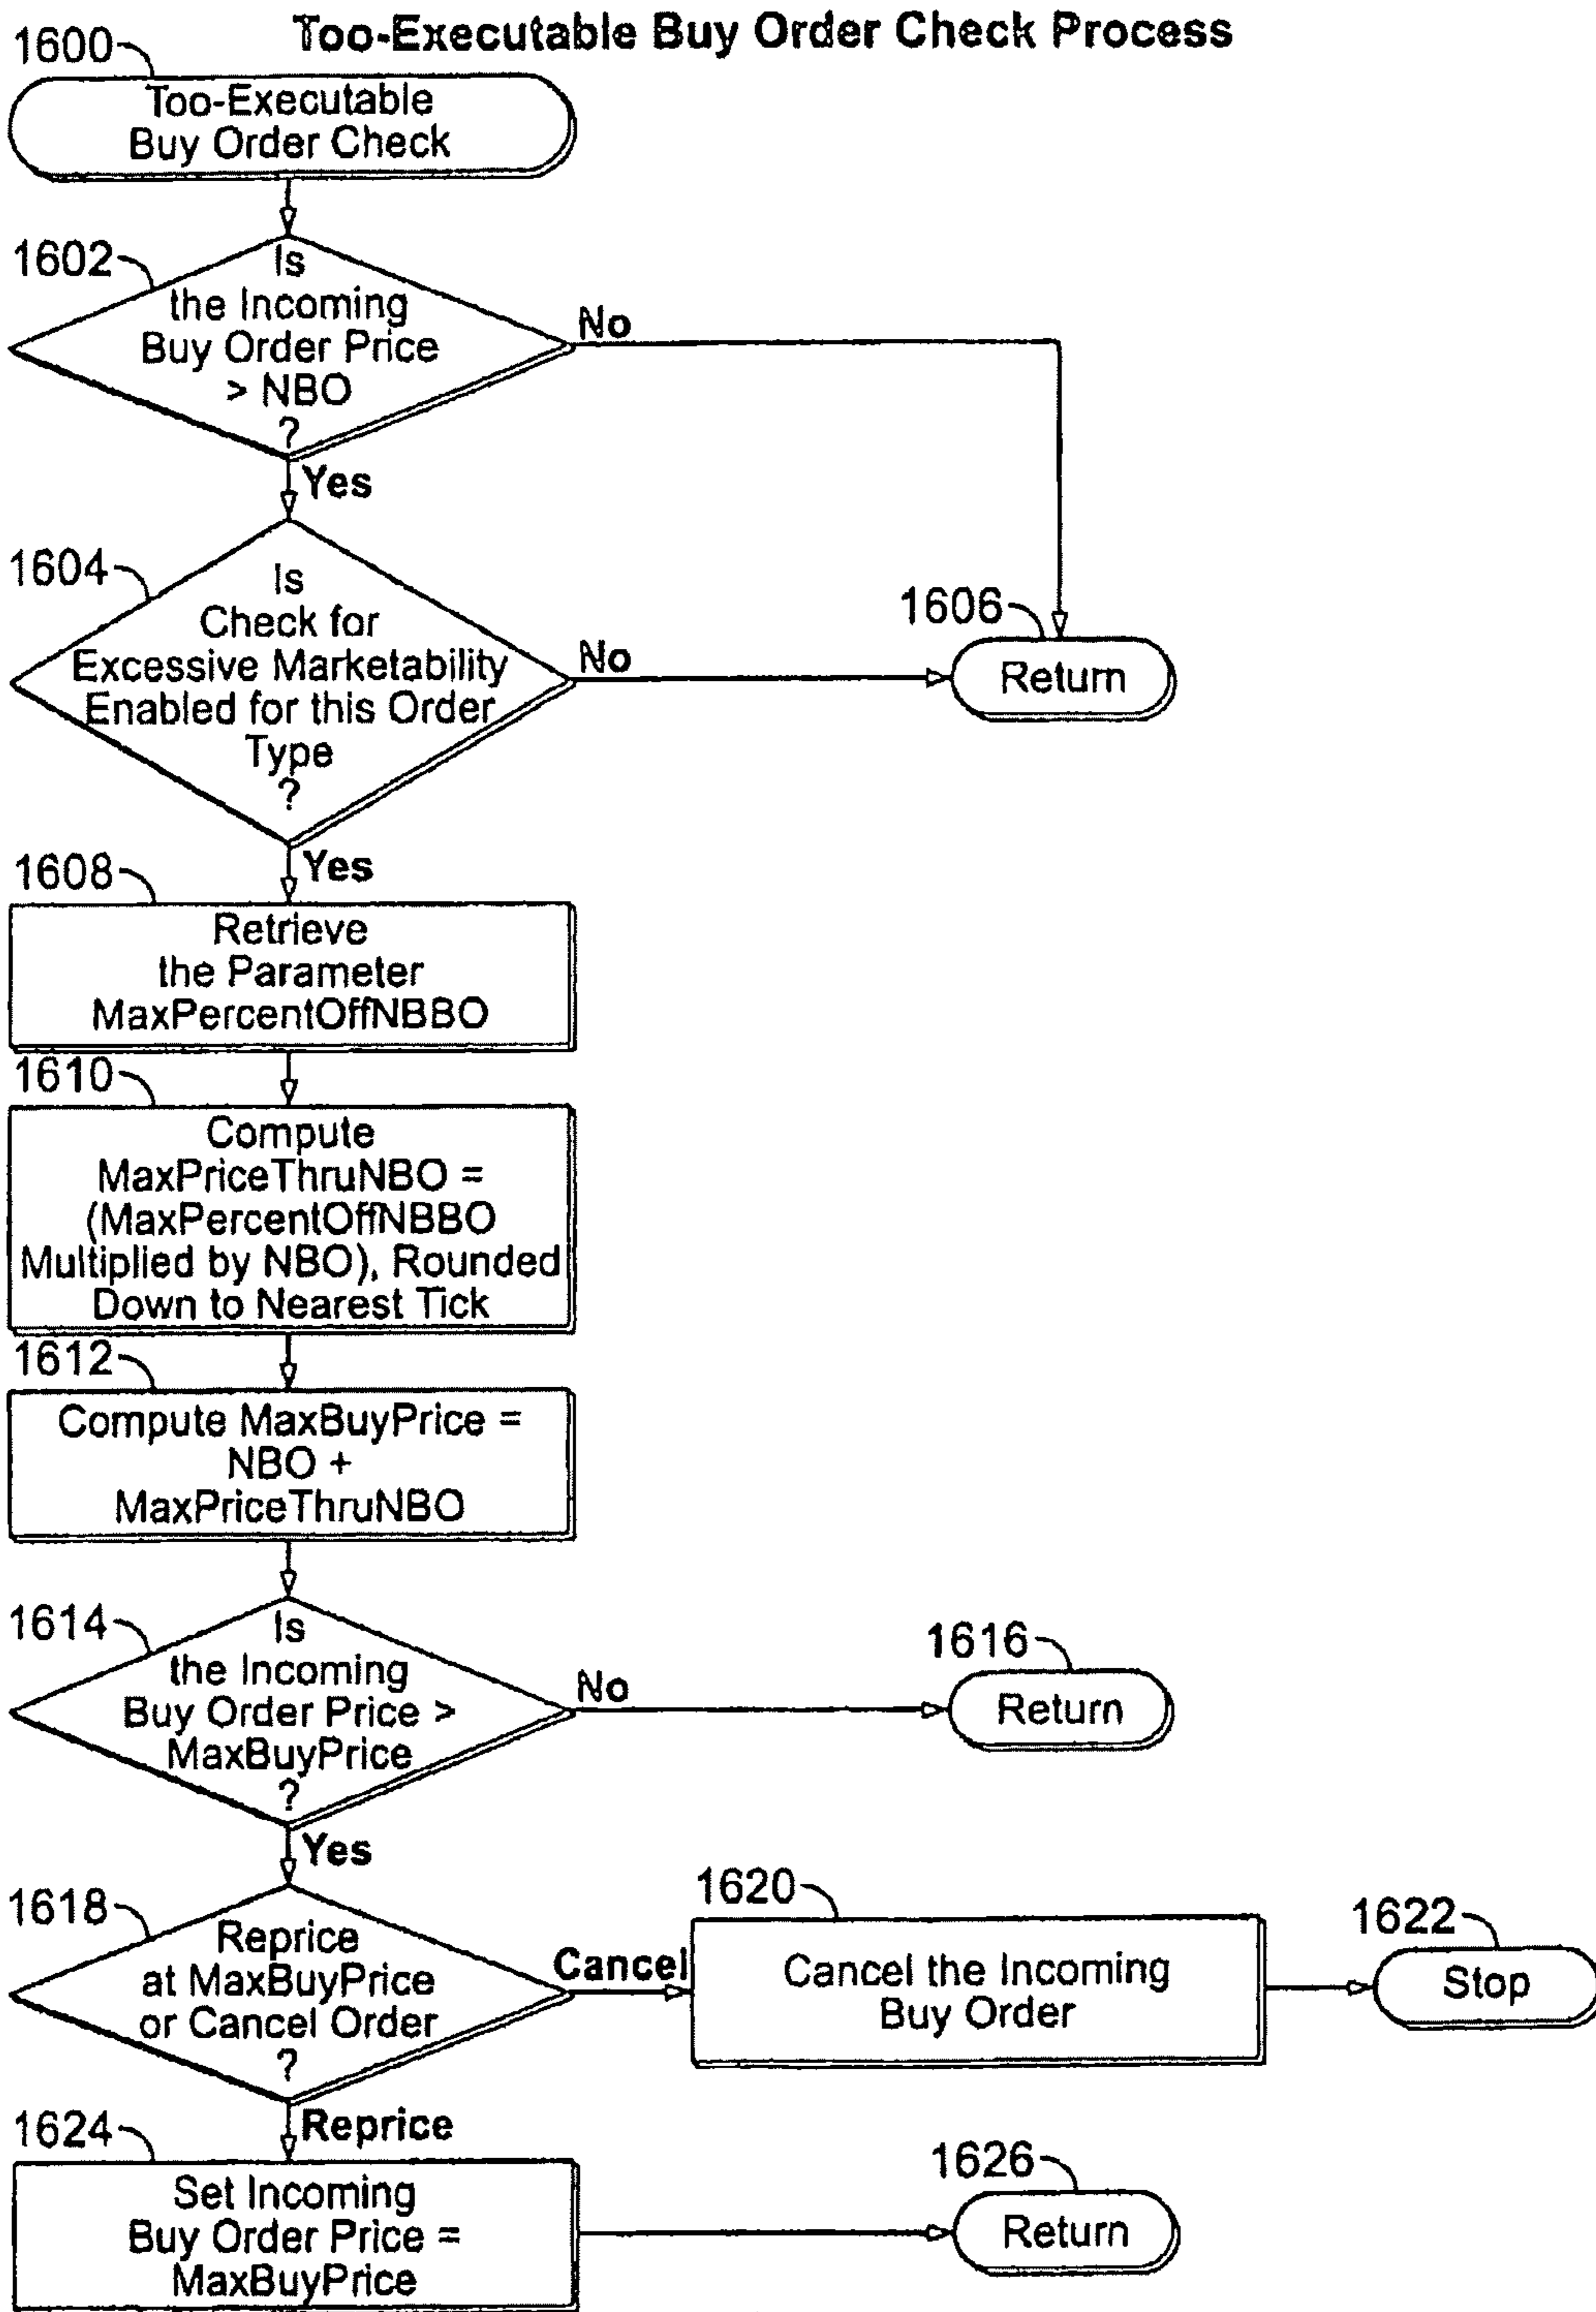 Too-Executable Buy Order Check Process
1600
Too-Executable
Buy Order Check
1602
Is
the Incoming
Buy Order Price
> NBO
?
No
Yes
1604
Is
Check for
Excessive Marketability
Enabled for this Order
Type
?
No
1606
Return
Yes
1608
Retrieve
the Parameter
MaxPercentOffNBBO
1610
Compute
MaxPriceThruNBO =
(MaxPercentOffNBBO
Multiplied by NBO), Rounded
Down to Nearest Tick
1612
Compute MaxBuyPrice =
NBO +
MaxPriceThruNBO
1614
Is
the Incoming
Buy Order Price >
MaxBuyPrice
?
No
1616
Return
Yes
1618
Reprice
at MaxBuyPrice
or Cancel Order
?
Cancel
1620
Cancel the Incoming
Buy Order
1622
Stop
Reprice
1624
Set Incoming
Buy Order Price =
MaxBuyPrice
1626
Return